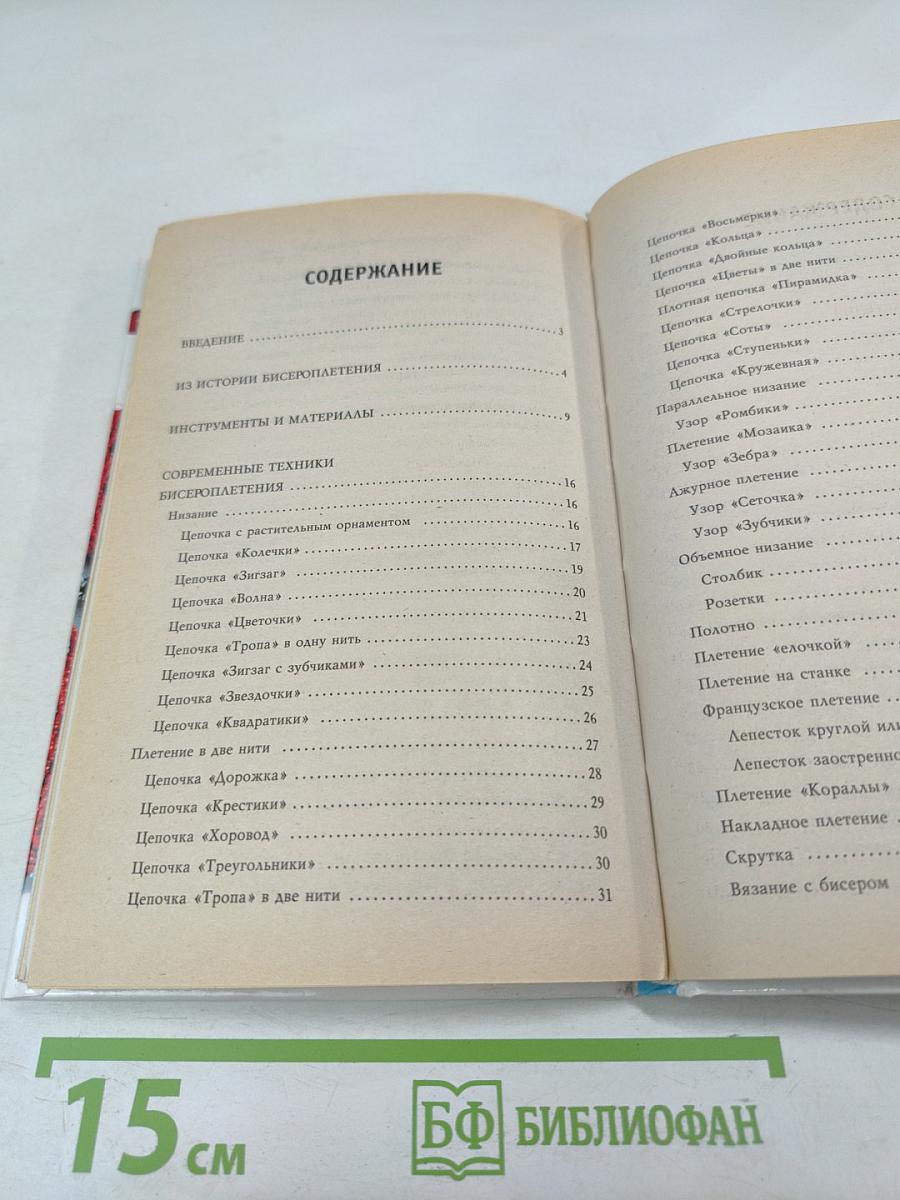 СОДЕРЖАНИЕ
ВВЕДЕНИЕ ........ 3
ИЗ ИСТОРИИ БИСЕРОПЛЕТЕНИЯ ........ 4
ИНСТРУМЕНТЫ И МАТЕРИАЛЫ ........ 9
СОВРЕМЕННЫЕ ТЕХНИКИ
БИСЕРОПЛЕТЕНИЯ ........ 16
Низание ........ 16
Цепочка с растительным орнаментом ........ 16
Цепочка «Колечки» ........ 17
Цепочка «Зигзаг» ........ 19
Цепочка «Волна» ........ 20
Цепочка «Цветочки» ........ 21
Цепочка «Тропа» в одну нить ........ 23
Цепочка «Зигзаг с зубчиками» ........ 24
Цепочка «Звездочки» ........ 25
Цепочка «Квадратики» ........ 26
Плетение в две нити ........ 27
Цепочка «Дорожка» ........ 28
Цепочка «Крестики» ........ 29
Цепочка «Хоровод» ........ 30
Цепочка «Треугольники» ........ 30
Цепочка «Тропа» в две нити ........ 31
Цепочка «Восьмерки» ........
Цепочка «Кольца» ........
Цепочка «Двойные кольца» ........
Цепочка «Цветы» в две нити ........
Плотная цепочка «Пирамидка» ........
Цепочка «Стрелочки» ........
Цепочка «Соты» ........
Цепочка «Ступеньки» ........
Цепочка «Кружевная» ........
Параллельное низание ........
Узор «Ромбики» ........
Плетение «Мозаика» ........
Узор «Зебра» ........
Ажурное плетение ........
Узор «Сеточка» ........
Узор «Зубчики» ........
Объемное низание ........
Столбик ........
Розетки ........
Полотно ........
Плетение «елочкой» ........
Плетение на станке ........
Французское плетение ........
Лепесток круглой или
Лепесток заостренно
Плетение «Кораллы» ........
Накладное плетение ........
Скрутка ........
Вязание с бисером
15 см
БФ БИБЛИОФАН